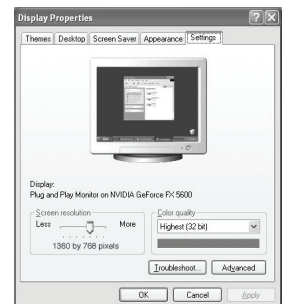 Display Properties
Themes Desktop Screen Saver Appearance Settings
Display:
Plug and Play Monitor on NVIDIA GeForce FX 5600
Screen resolution
Less More
1360 by 768 pixels
Color quality
Highest (32 bit)
Troubleshoot... Advanced
OK Cancel Apply